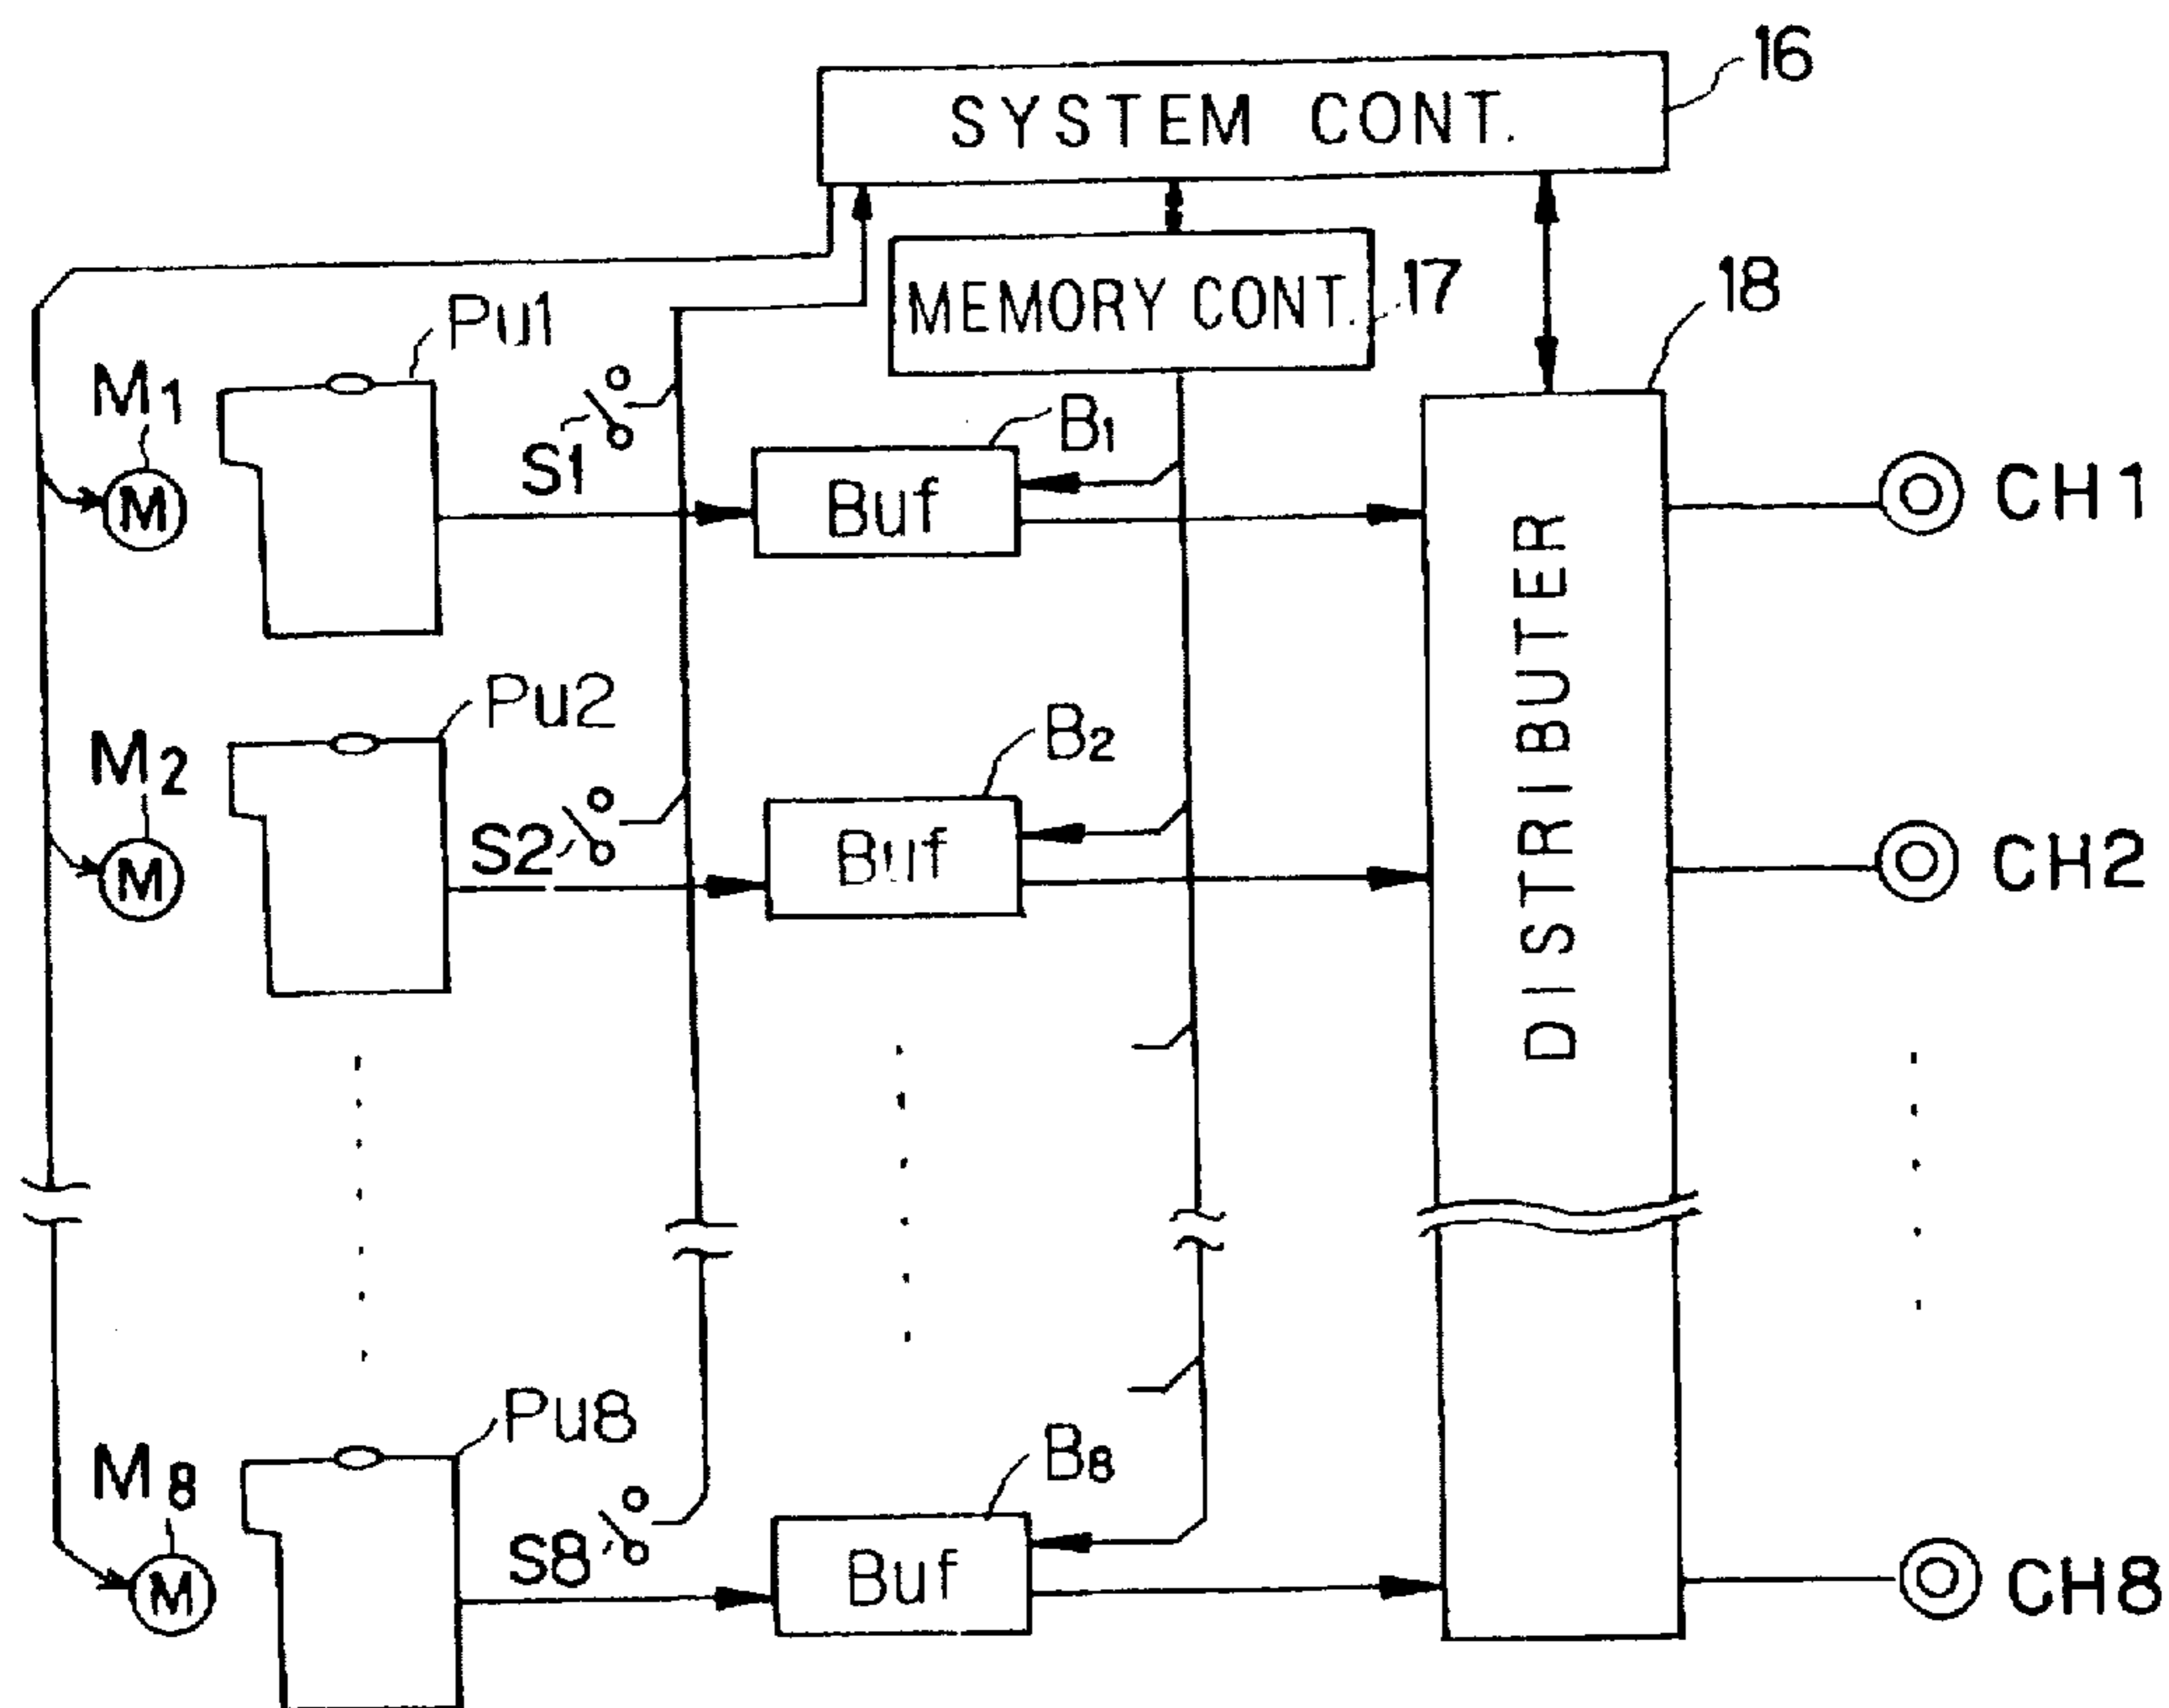 16
SYSTEM CONT.
MEMORY CONT.
17
18
Pu1
M1
M
S1
B1
Buf
CH1
DISTRIBUTER
Pu2
M2
M
S2
B2
Buf
CH2
Pu8
M8
M
S8
B8
Buf
CH8